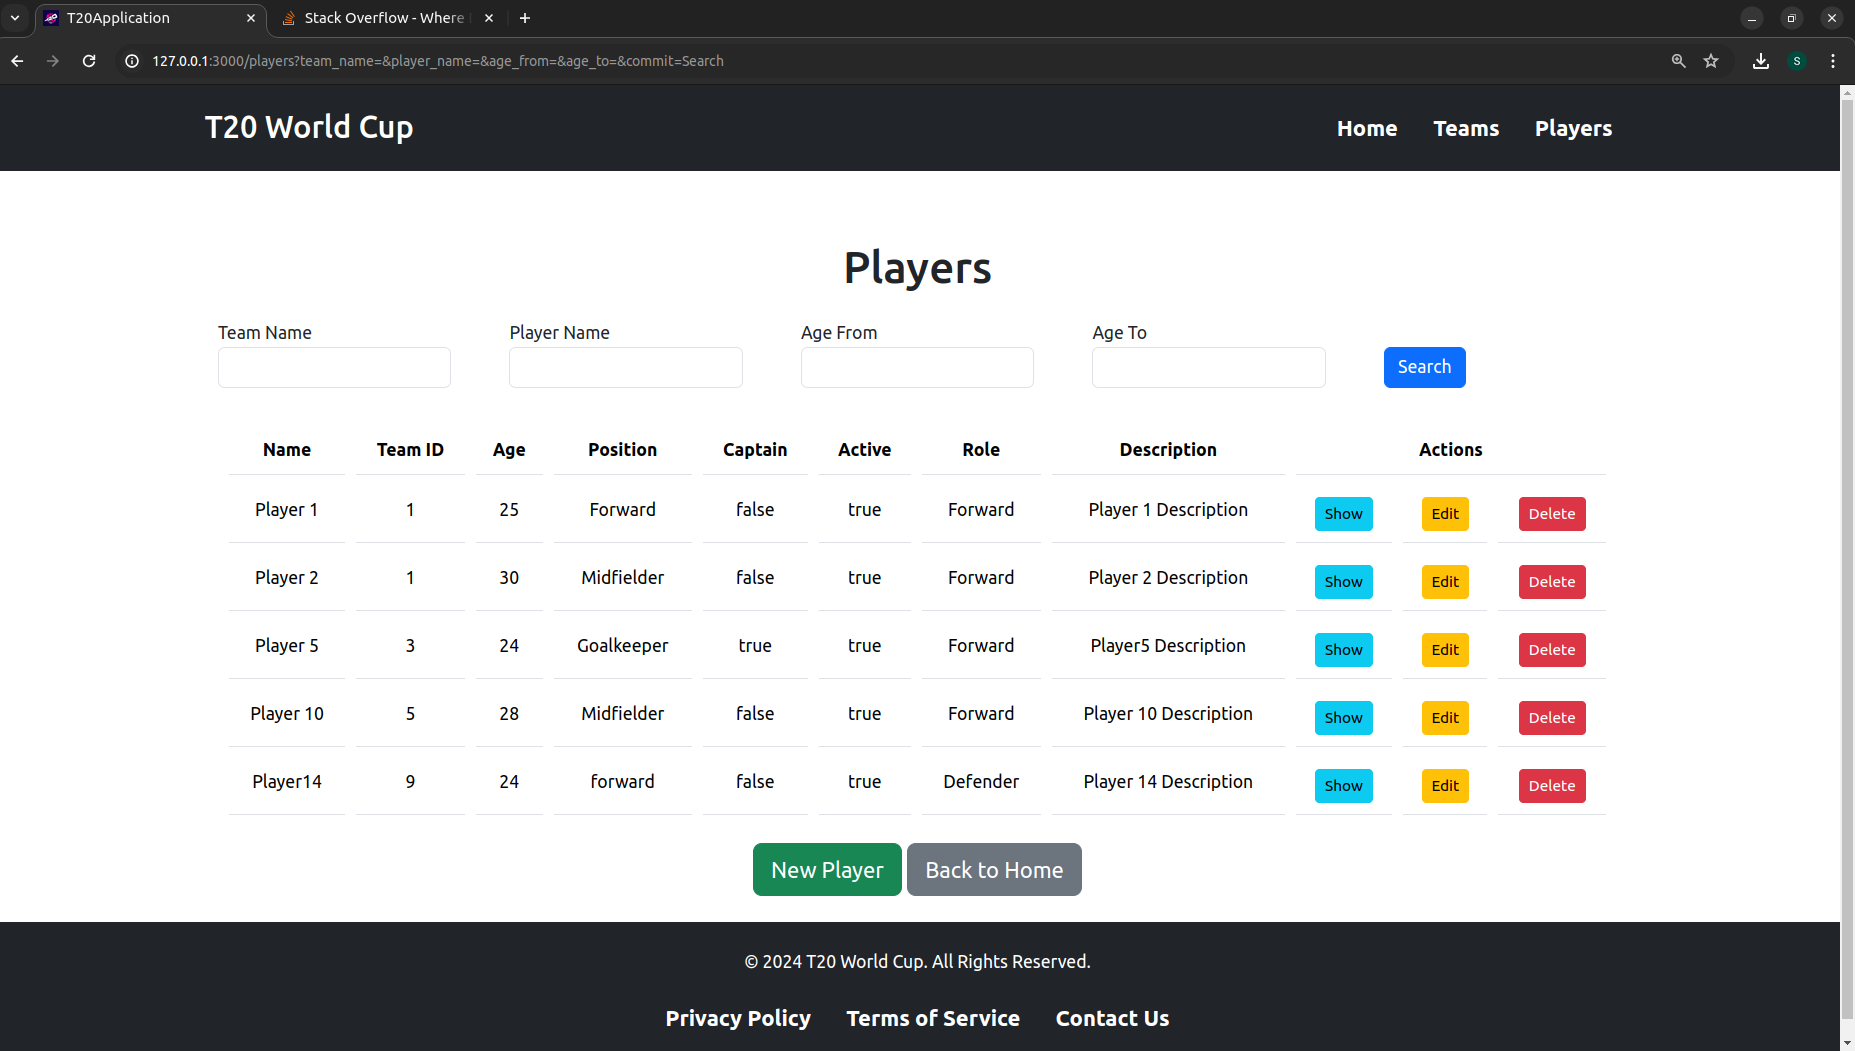 T20Application
Stack Overflow - Where
127.0.0.1:3000/players?team_name=&player_name=&age_from=&age_to=&commit=Search
S
T20 World Cup Home Teams Players
Players
Team Name Player Name Age From Age To
Search
Name Team ID Age Position Captain Active Role Description Actions
Player 1 1 25 Forward false true Forward Player 1 Description Show Edit Delete
Player 2 1 30 Midfielder false true Forward Player 2 Description Show Edit Delete
Player 5 3 24 Goalkeeper true true Forward Player5 Description Show Edit Delete
Player 10 5 28 Midfielder false true Forward Player 10 Description Show Edit Delete
Player14 9 24 forward false true Defender Player 14 Description Show Edit Delete
New Player Back to Home
© 2024 T20 World Cup. All Rights Reserved.
Privacy Policy Terms of Service Contact Us